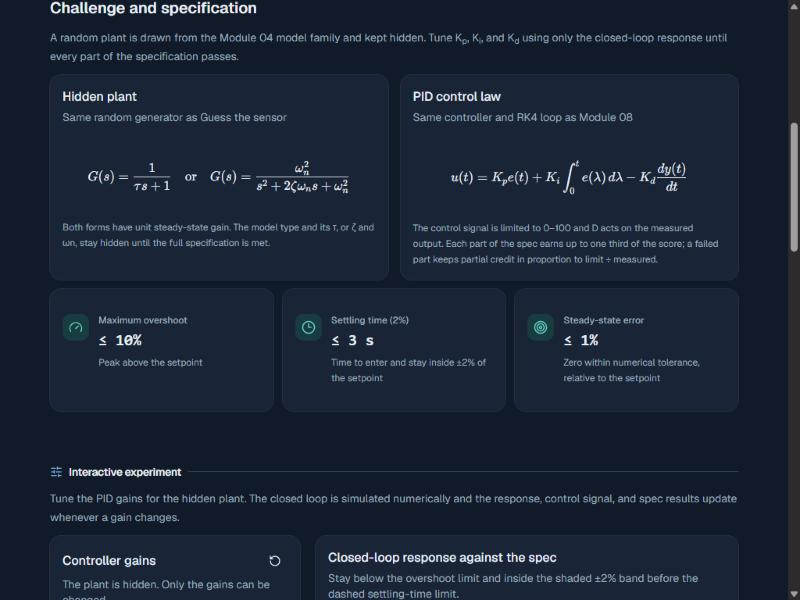 Challenge and specification
A random plant is drawn from the Module 04 model family and kept hidden. Tune Kp, Ki, and Kd using only the closed-loop response until
every part of the specification passes.
Hidden plant
Same random generator as Guess the sensor
G(s) = 1/(τs + 1) or G(s) = ωn²/(s² + 2ζωns + ωn²)
Both forms have unit steady-state gain. The model type and its τ, or ζ and
ωn, stay hidden until the full specification is met.
PID control law
Same controller and RK4 loop as Module 08
u(t) = Kpe(t) + Ki ∫₀ᵗ e(λ) dλ − Kd dy(t)/dt
The control signal is limited to 0–100 and D acts on the measured
output. Each part of the spec earns up to one third of the score; a failed
part keeps partial credit in proportion to limit ÷ measured.
Maximum overshoot
≤ 10%
Peak above the setpoint
Settling time (2%)
≤ 3 s
Time to enter and stay inside ±2% of
the setpoint
Steady-state error
≤ 1%
Zero within numerical tolerance,
relative to the setpoint
Interactive experiment
Tune the PID gains for the hidden plant. The closed loop is simulated numerically and the response, control signal, and spec results update
whenever a gain changes.
Controller gains
The plant is hidden. Only the gains can be
changed.
Closed-loop response against the spec
Stay below the overshoot limit and inside the shaded ±2% band before the
dashed settling-time limit.